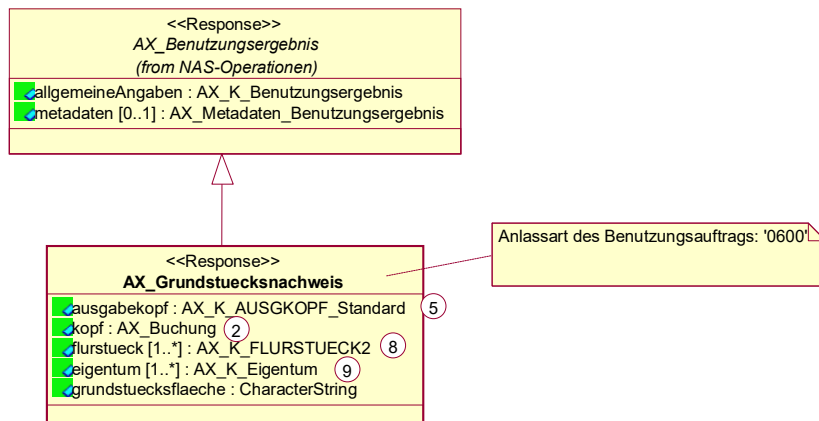 <<Response>>
AX_Benutzungsergebnis
(from NAS-Operationen)
allgemeineAngaben : AX_K_Benutzungsergebnis
metadaten [0..1] : AX_Metadaten_Benutzungsergebnis
<<Response>>
AX_Grundstuecksnachweis
ausgabekopf : AX_K_AUSGKOPF_Standard 5
kopf : AX_Buchung 2
flurstueck [1..*] : AX_K_FLURSTUECK2 8
eigentum [1..*] : AX_K_Eigentum 9
grundstuecksflaeche : CharacterString
Anlassart des Benutzungsauftrags: '0600'